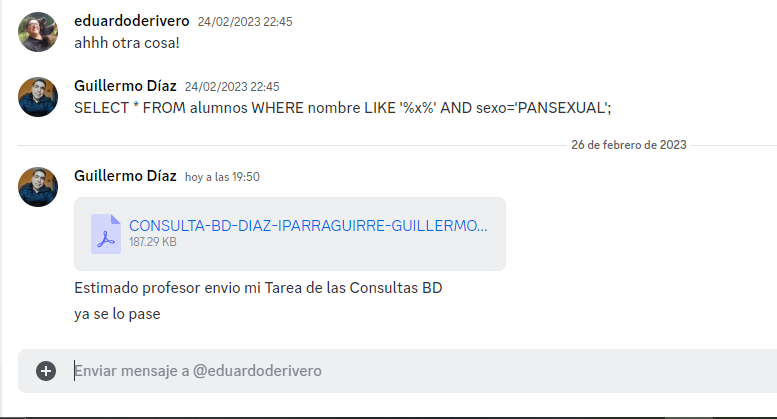 eduardoderivero 24/02/2023 22:45
ahhh otra cosa!
Guillermo Díaz 24/02/2023 22:45
SELECT * FROM alumnos WHERE nombre LIKE '%x%' AND sexo='PANSEXUAL';
26 de febrero de 2023
Guillermo Díaz hoy a las 19:50
CONSULTA-BD-DIAZ-IPARRAGUIRRE-GUILLERMO...
187.29 KB
Estimado profesor envio mi Tarea de las Consultas BD
ya se lo pase
Enviar mensaje a @eduardoderivero